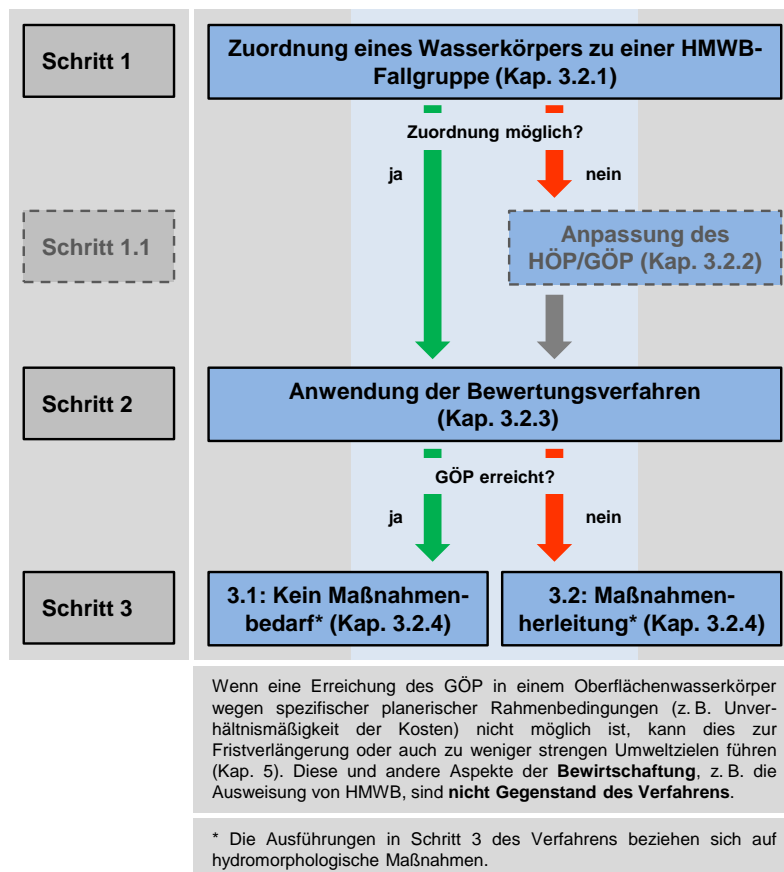 Schritt 1
Zuordnung eines Wasserkörpers zu einer HMWB-
Fallgruppe (Kap. 3.2.1)
Zuordnung möglich?
ja
nein
Schritt 1.1
Anpassung des
HÖP/GÖP (Kap. 3.2.2)
Schritt 2
Anwendung der Bewertungsverfahren
(Kap. 3.2.3)
GÖP erreicht?
ja
nein
Schritt 3
3.1: Kein Maßnahmen-
bedarf* (Kap. 3.2.4)
3.2: Maßnahmen-
herleitung* (Kap. 3.2.4)
Wenn eine Erreichung des GÖP in einem Oberflächenwasserkörper
wegen spezifischer planerischer Rahmenbedingungen (z. B. Unver-
hältnismäßigkeit der Kosten) nicht möglich ist, kann dies zur
Fristverlängerung oder auch zu weniger strengen Umweltzielen führen
(Kap. 5). Diese und andere Aspekte der Bewirtschaftung, z. B. die
Ausweisung von HMWB, sind nicht Gegenstand des Verfahrens.
* Die Ausführungen in Schritt 3 des Verfahrens beziehen sich auf
hydromorphologische Maßnahmen.